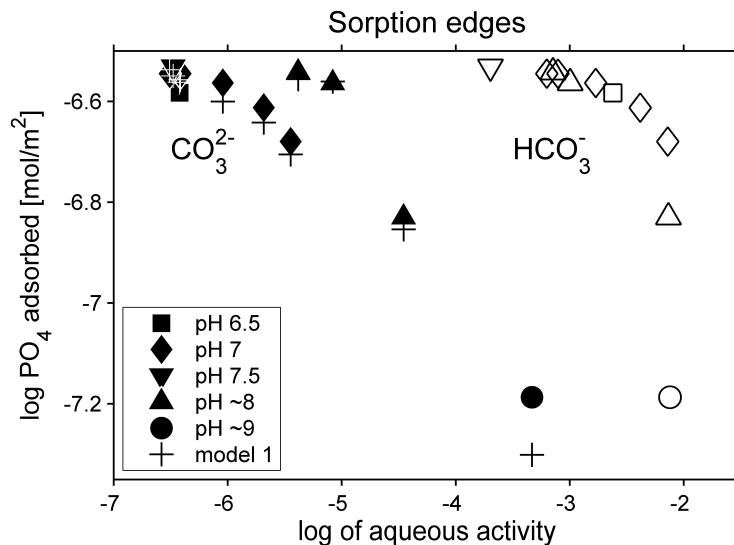 Sorption edges
log PO4 adsorbed [mol/m2]
-6.6
-6.8
-7
-7.2
CO3^2-
HCO3^-
pH 6.5
pH 7
pH 7.5
pH ~8
pH ~9
model 1
-7 -6 -5 -4 -3 -2
log of aqueous activity